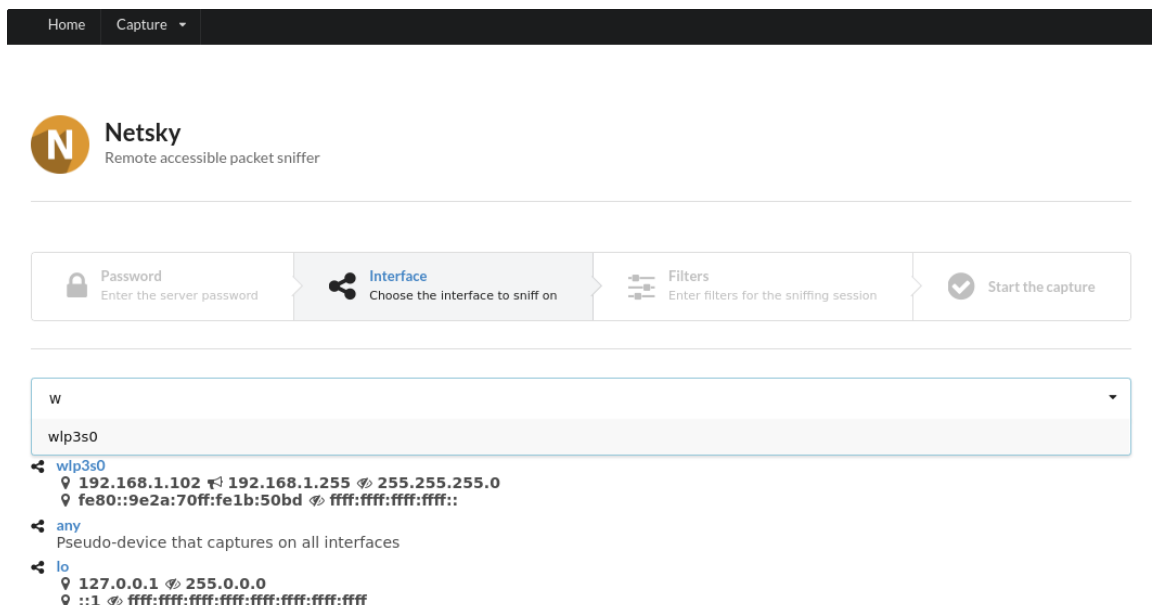 Home Capture
N
Netsky
Remote accessible packet sniffer
Password
Enter the server password
Interface
Choose the interface to sniff on
Filters
Enter filters for the sniffing session
Start the capture
w
wlp3s0
wlp3s0
192.168.1.102 192.168.1.255 255.255.255.0
fe80::9e2a:70ff:fe1b:50bd ffff:ffff:ffff:ffff::
any
Pseudo-device that captures on all interfaces
lo
127.0.0.1 255.0.0.0
::1 ffff:ffff:ffff:ffff:ffff:ffff:ffff:ffff